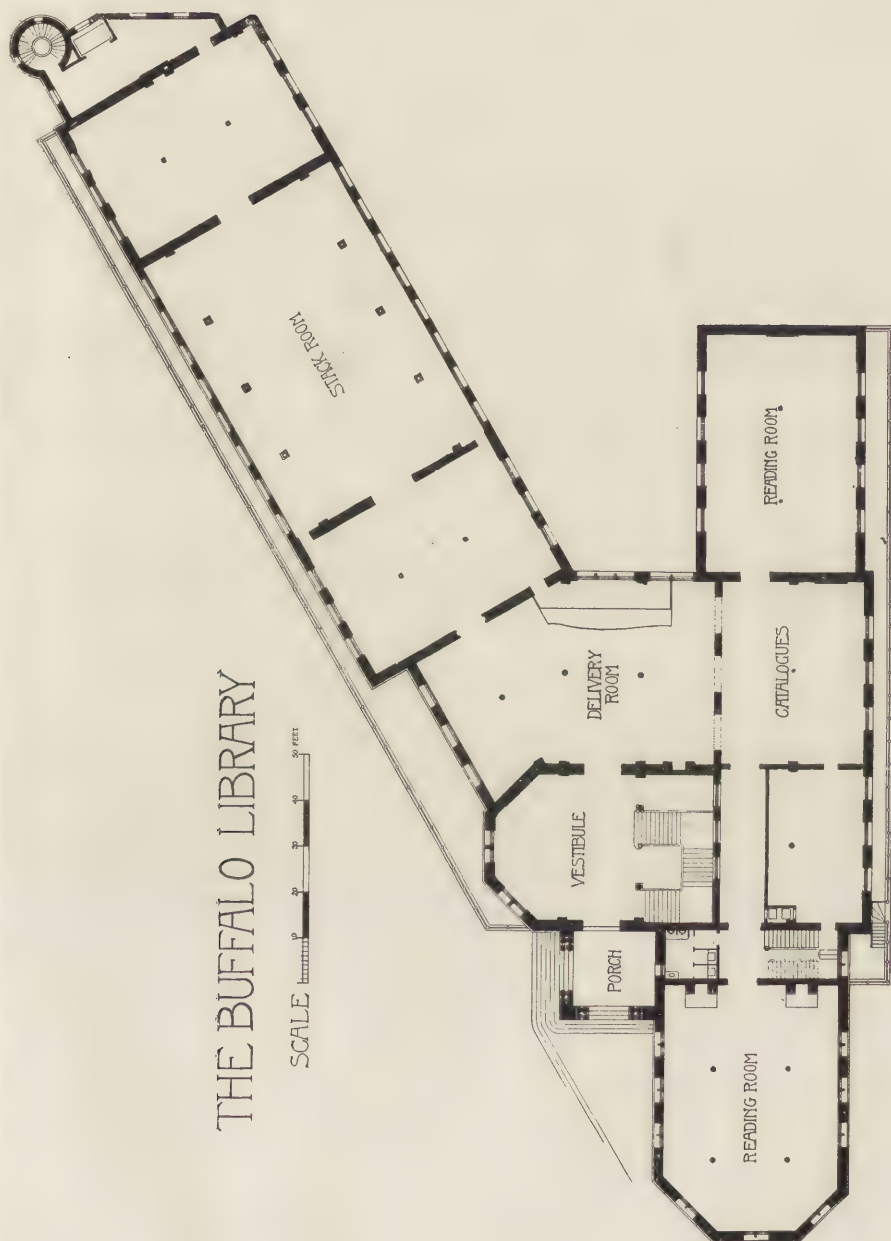 THE BUFFALO LIBRARY
SCALE
10 20 30 40 50 FEET
STACK ROOM
DELIVERY
ROOM
VESTIBULE
PORCH
READING ROOM
CATALOGUES
READING ROOM